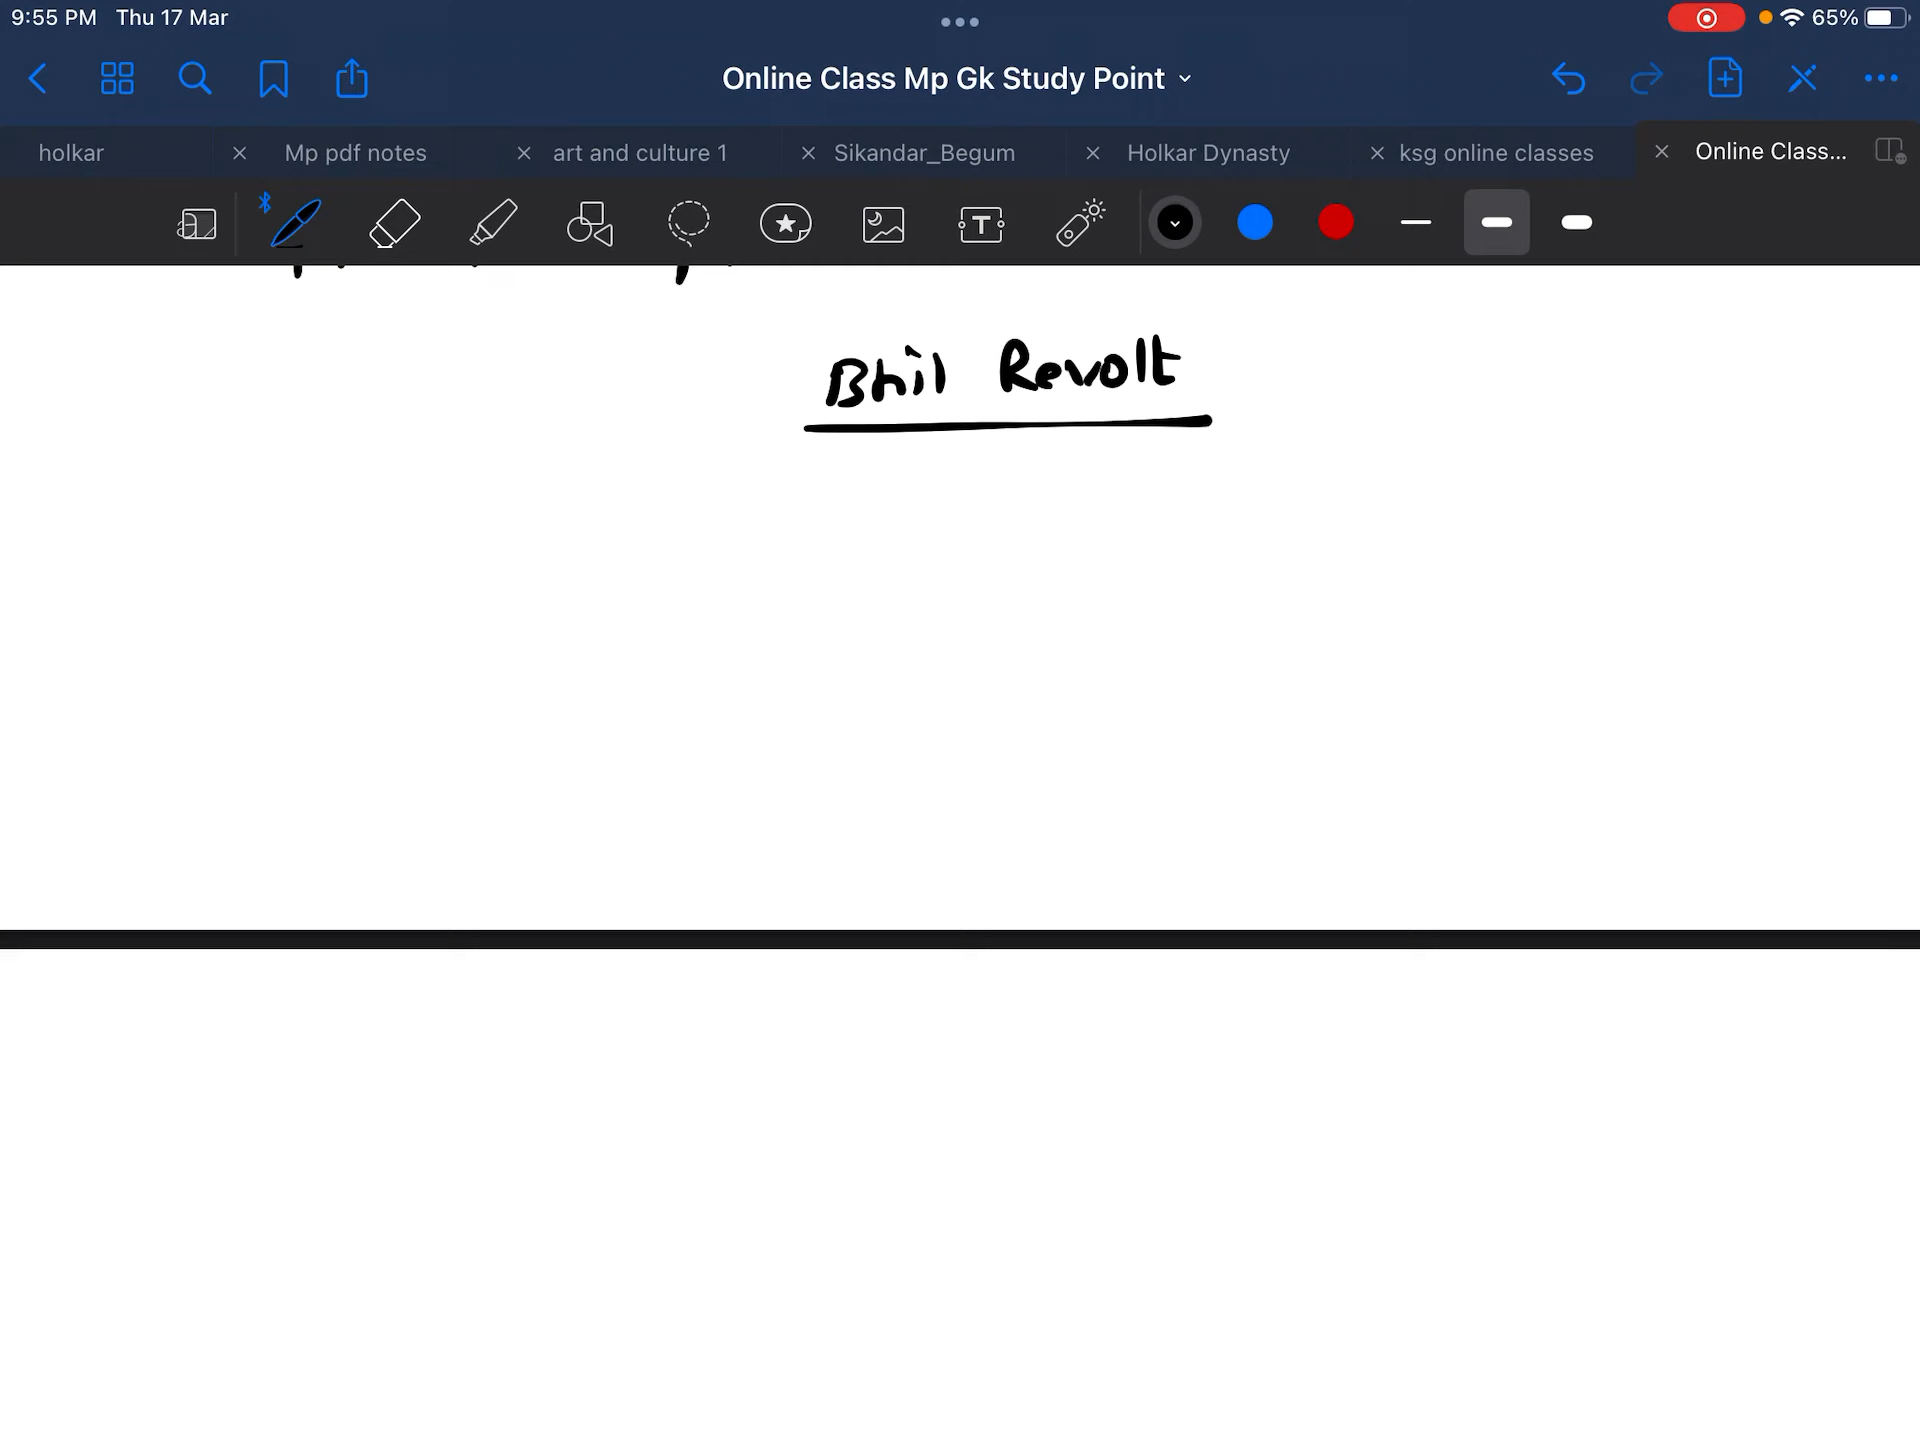 9:55 PM Thu 17 Mar 65%
Online Class Mp Gk Study Point
holkar Mp pdf notes art and culture 1 Sikandar_Begum Holkar Dynasty ksg online classes Online Class...
Bhil Revolt